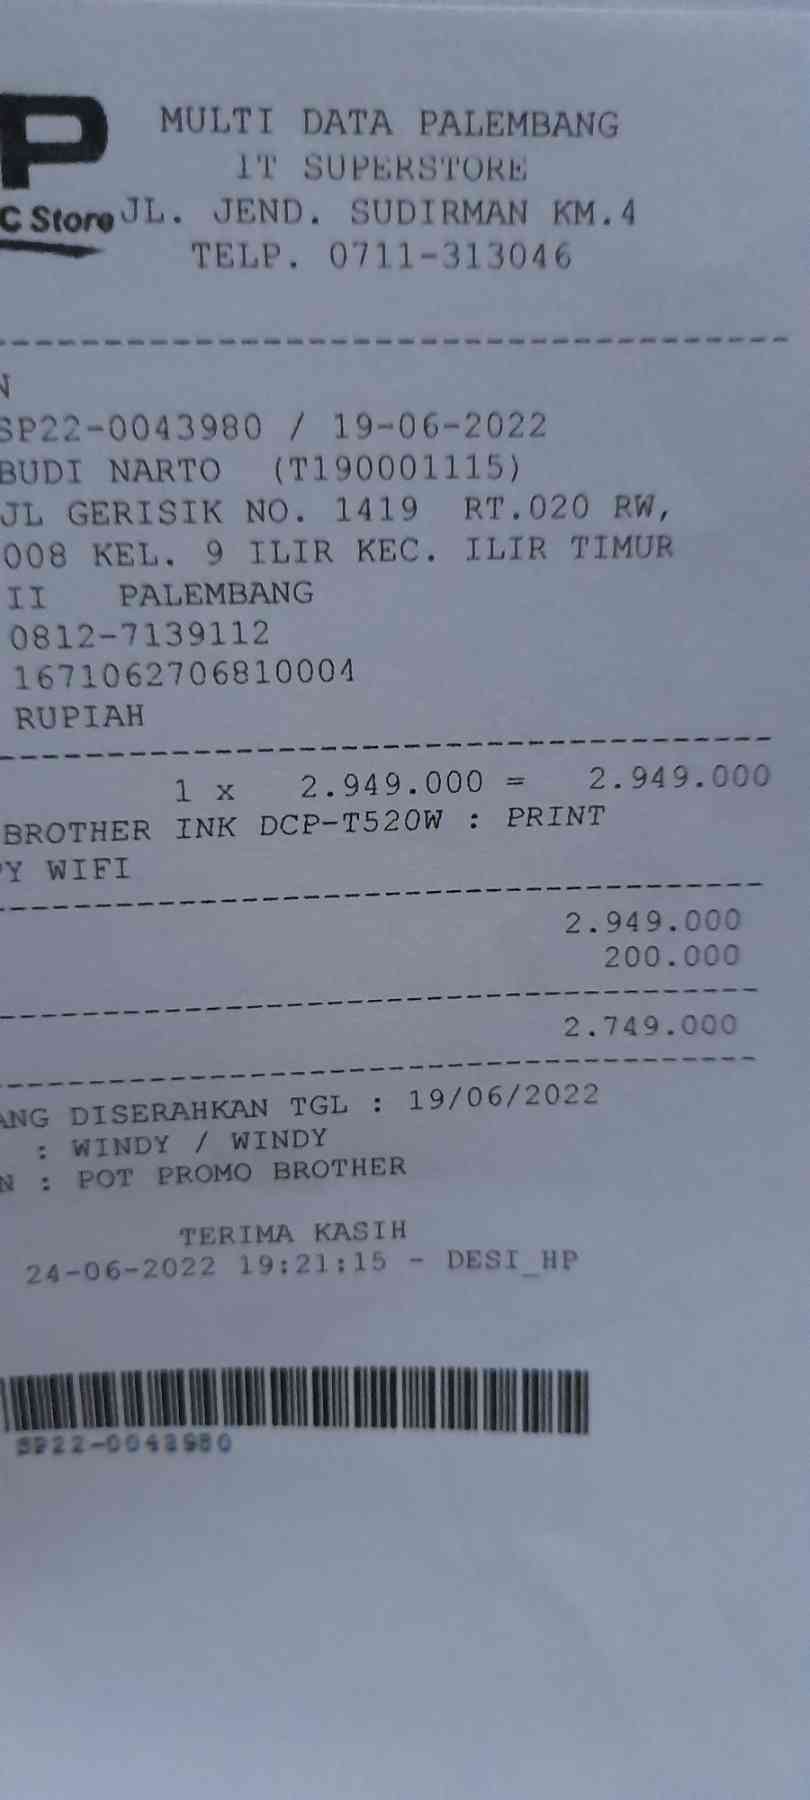 P
MULTI DATA PALEMBANG
IT SUPERSTORE
C Store
JL. JEND. SUDIRMAN KM.4
TELP. 0711-313046
N
SP22-0043980 / 19-06-2022
BUDI NARTO (T190001115)
JL GERISIK NO. 1419 RT.020 RW,
008 KEL. 9 ILIR KEC. ILIR TIMUR
II PALEMBANG
0812-7139112
1671062706810004
RUPIAH
1 x 2.949.000 = 2.949.000
BROTHER INK DCP-T520W : PRINT
PY WIFI
2.949.000
200.000
2.749.000
ANG DISERAHKAN TGL : 19/06/2022
: WINDY / WINDY
N : POT PROMO BROTHER
TERIMA KASIH
24-06-2022 19:21:15 - DESI_HP
SP22-0043980